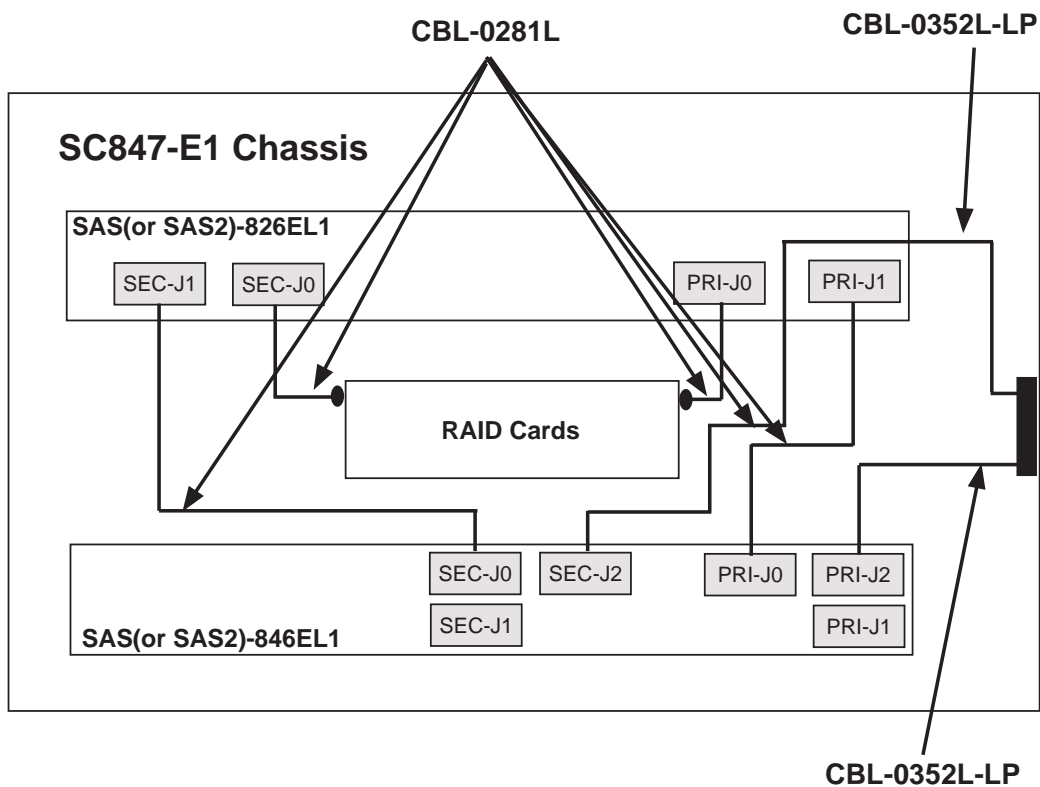 CBL-0281L
CBL-0352L-LP
SC847-E1 Chassis
SAS(or SAS2)-826EL1
SEC-J1
SEC-J0
PRI-J0
PRI-J1
RAID Cards
SEC-J0
SEC-J2
PRI-J0
PRI-J2
SEC-J1
PRI-J1
SAS(or SAS2)-846EL1
CBL-0352L-LP